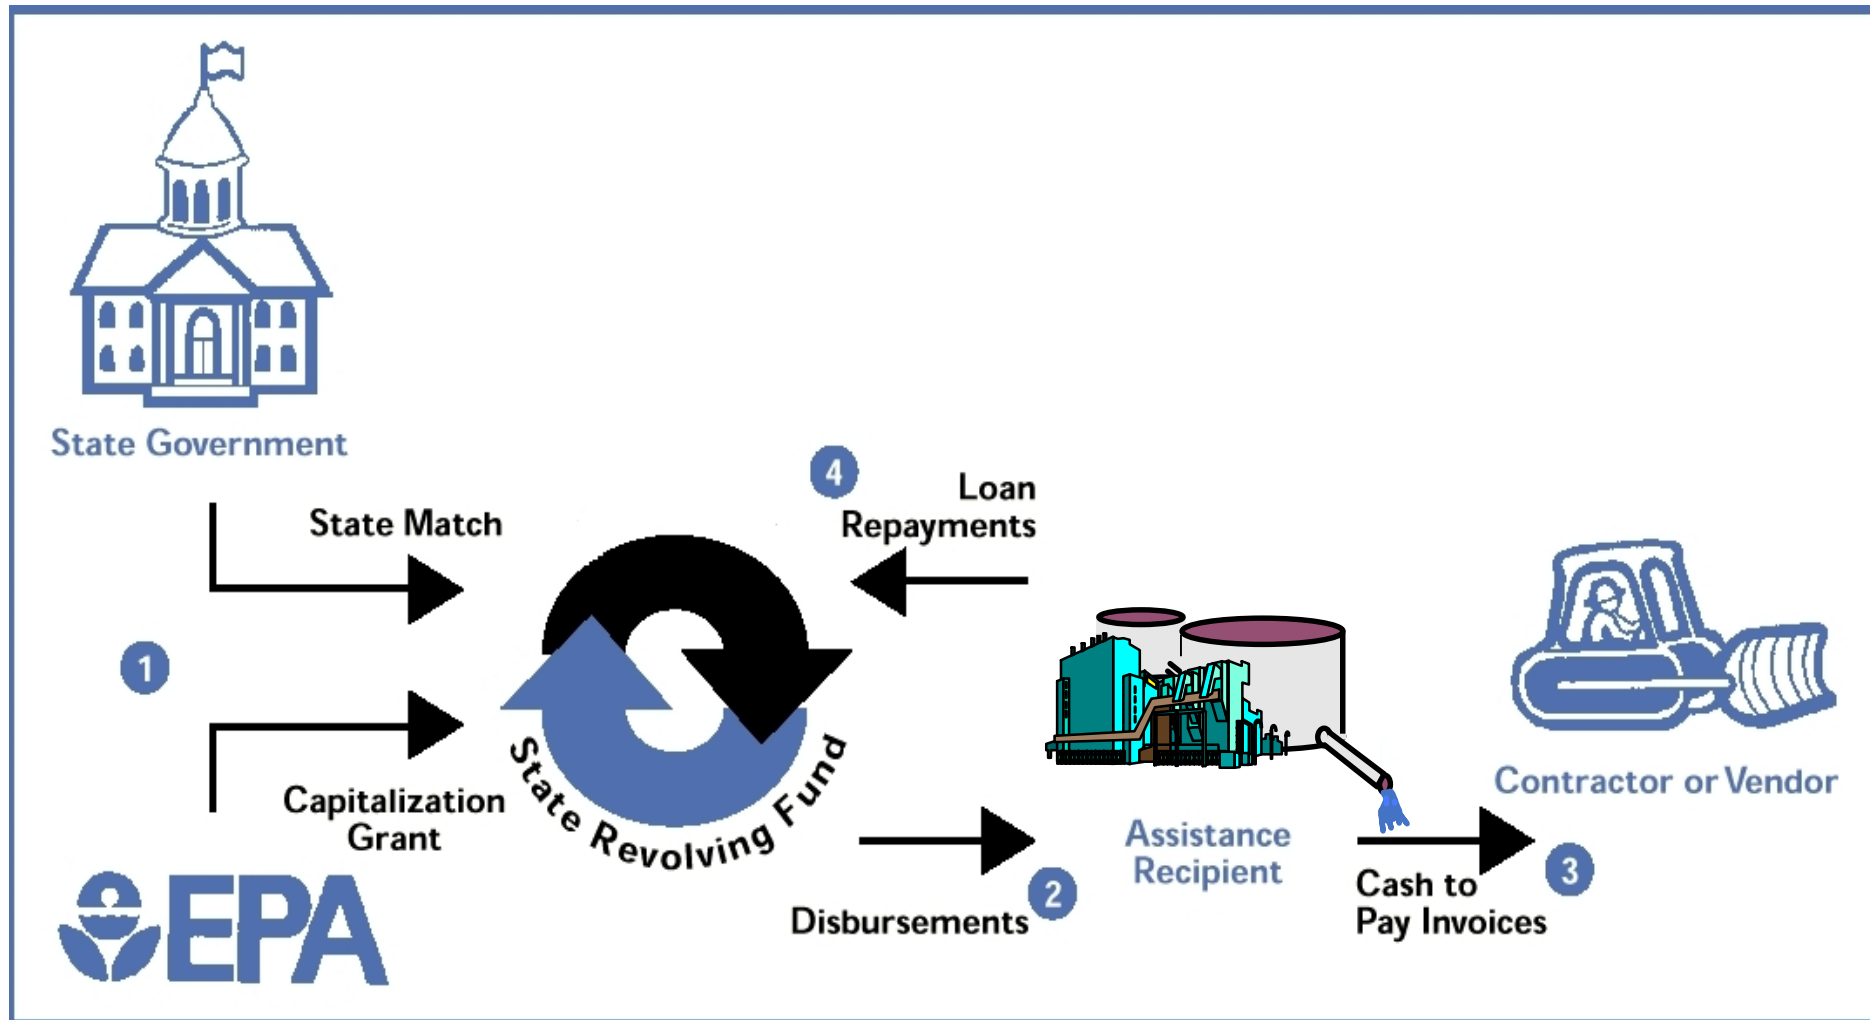 State Government
State Match
1
Capitalization
Grant
EPA
State Revolving Fund
4
Loan
Repayments
Disbursements
2
Assistance
Recipient
Cash to
Pay Invoices
3
Contractor or Vendor